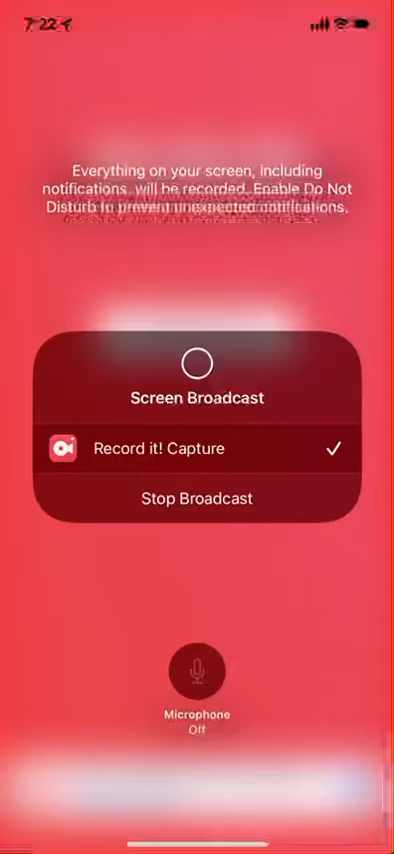 7:22
Everything on your screen, including
notifications, will be recorded. Enable Do Not
Disturb to prevent unexpected notifications.
Screen Broadcast
Record it! Capture
Stop Broadcast
Microphone
Off